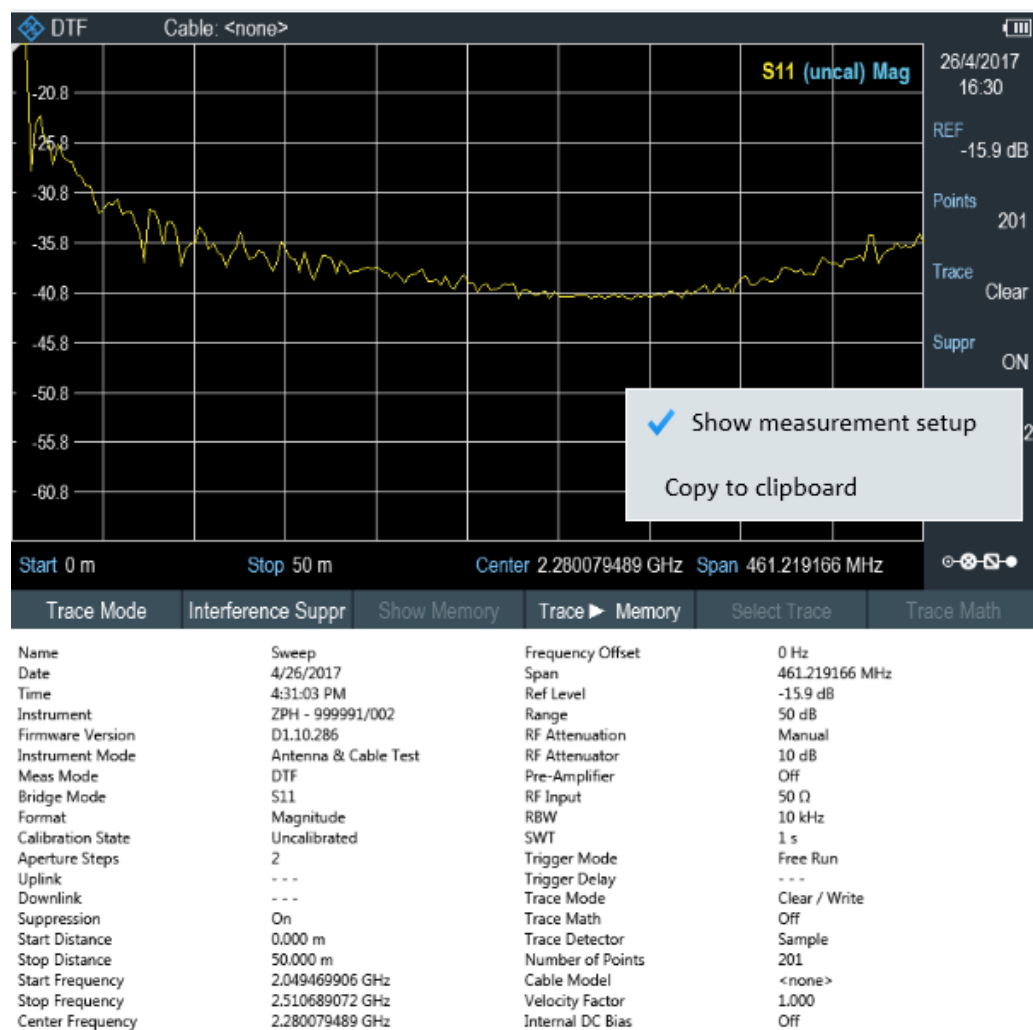 DTF Cable: <none>
S11 (uncal) Mag
-20.8
-25.8
-30.8
-35.8
-40.8
-45.8
-50.8
-55.8
-60.8
26/4/2017
16:30
REF
-15.9 dB
Points
201
Trace
Clear
Suppr
ON
2
Show measurement setup
Copy to clipboard
Start 0 m Stop 50 m Center 2.280079489 GHz Span 461.219166 MHz
Trace Mode Interference Suppr Show Memory Trace► Memory Select Trace Trace Math
Name Sweep Frequency Offset 0 Hz
Date 4/26/2017 Span 461.219166 MHz
Time 4:31:03 PM Ref Level -15.9 dB
Instrument ZPH - 999991/002 Range 50 dB
Firmware Version D1.10.286 RF Attenuation Manual
Instrument Mode Antenna & Cable Test RF Attenuator 10 dB
Meas Mode DTF Pre-Amplifier Off
Bridge Mode S11 RF Input 50 Ω
Format Magnitude RBW 10 kHz
Calibration State Uncalibrated SWT 1 s
Aperture Steps 2 Trigger Mode Free Run
Uplink - - - Trigger Delay - - -
Downlink - - - Trace Mode Clear / Write
Suppression On Trace Math Off
Start Distance 0.000 m Trace Detector Sample
Stop Distance 50.000 m Number of Points 201
Start Frequency 2.049469906 GHz Cable Model <none>
Stop Frequency 2.510689072 GHz Velocity Factor 1.000
Center Frequency 2.280079489 GHz Internal DC Bias Off